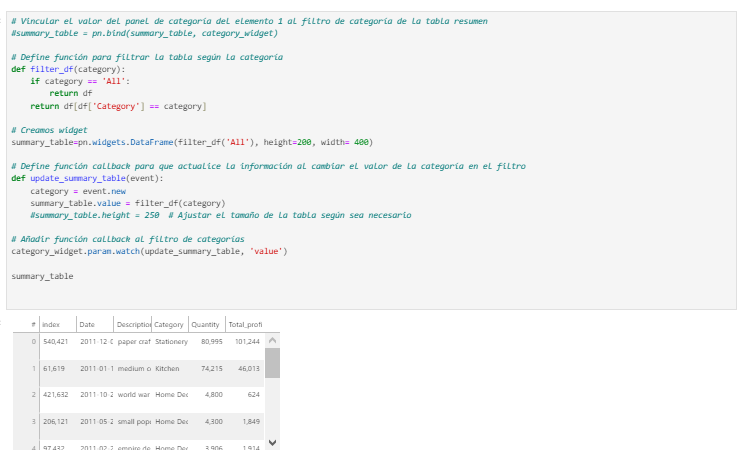 # Vincular el valor del panel de categoría del elemento 1 al filtro de categoría de la tabla resumen
#summary_table = pn.bind(summary_table, category_widget)
# Define función para filtrar la tabla según la categoría
def filter_df(category):
if category == 'All':
return df
return df[df['Category'] == category]
# Creamos widget
summary_table=pn.widgets.DataFrame(filter_df('All'), height=200, width= 400)
# Define función callback para que actualice la información al cambiar el valor de la categoría en el filtro
def update_summary_table(event):
category = event.new
summary_table.value = filter_df(category)
#summary_table.height = 250 # Ajustar el tamaño de la tabla según sea necesario
# Añadir función callback al filtro de categorías
category_widget.param.watch(update_summary_table, 'value')
summary_table
# index Date Description Category Quantity Total_profi
0 540,421 2011-12-0 paper craf Stationery 80,995 101,244
1 61,619 2011-01-1 medium c Kitchen 74,215 46,013
2 421,632 2011-10-2 world war Home Dec 4,800 624
3 206,121 2011-05-2 small pop Home Dec 4,300 1,849
4 97,432 2011-02-2 empire de Home Dec 3,906 1,914